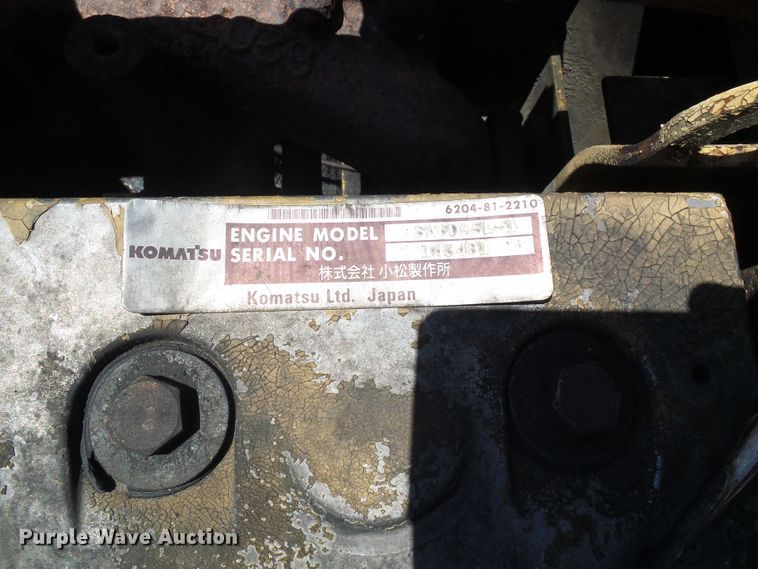 6204-81-2210
KOMATSU
ENGINE MODEL
SERIAL NO.
株式会社 小松製作所
Komatsu Ltd. Japan
Purple Wave Auction